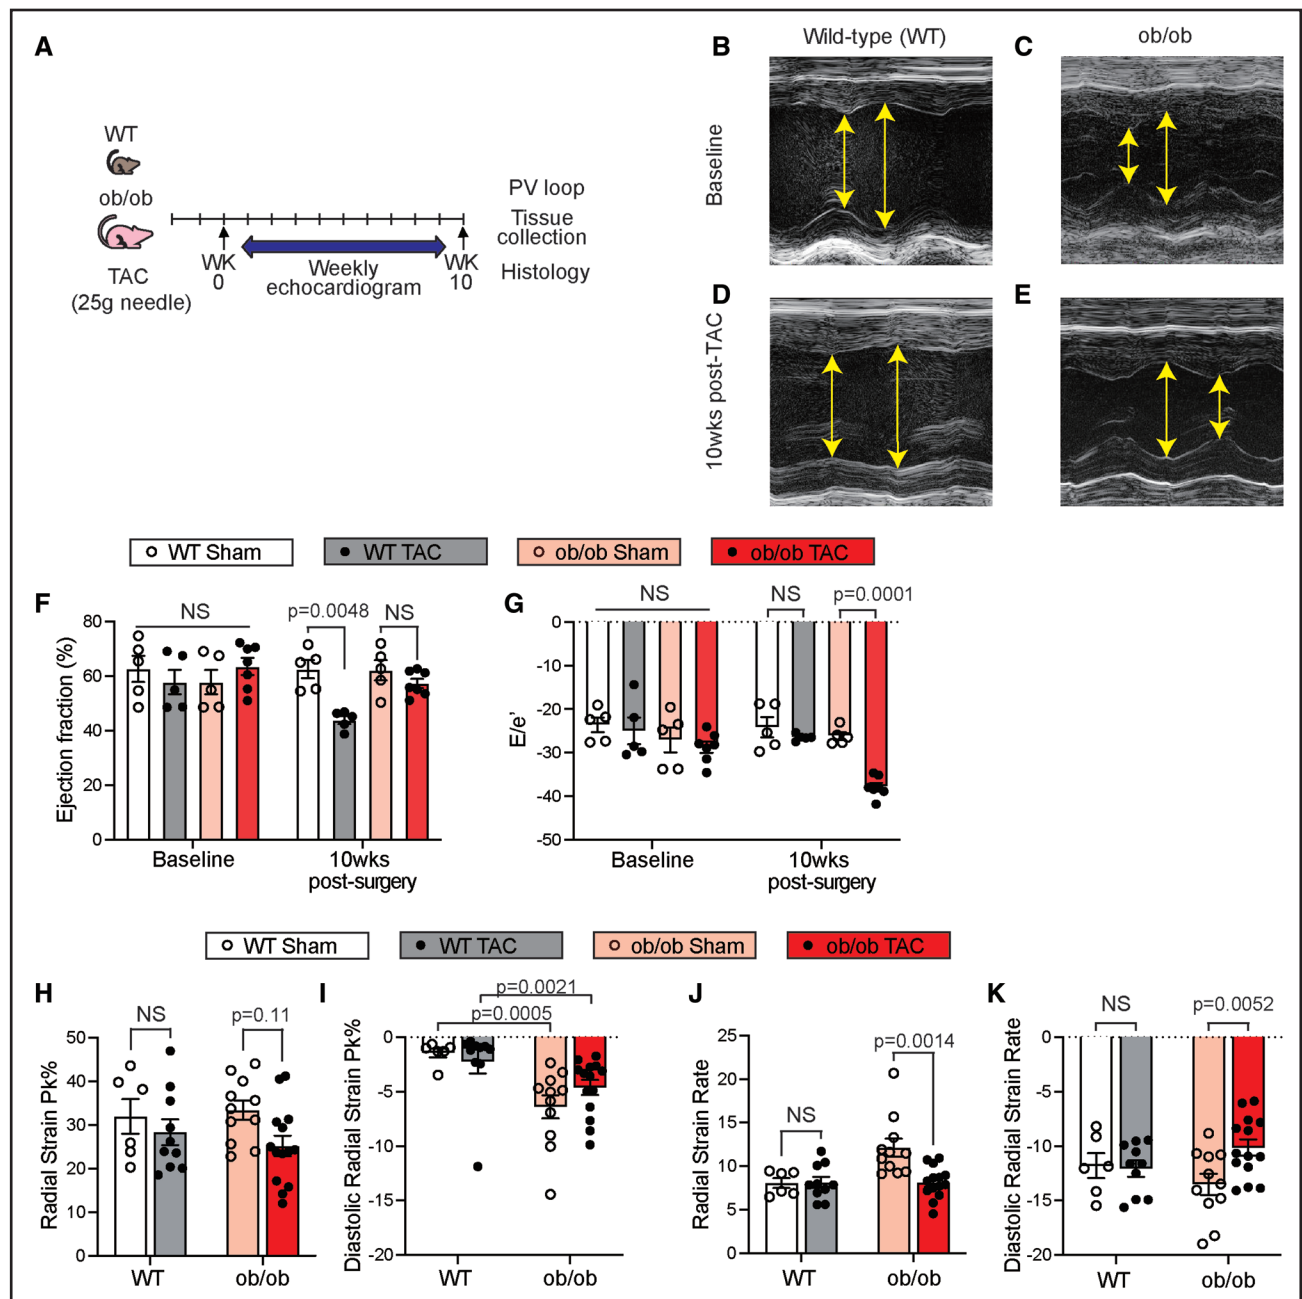 A
WT
ob/ob
TAC
(25g needle)
WK
0
Weekly
echocardiogram
WK
10
PV loop
Tissue
collection
Histology
B
Wild-type (WT)
C
ob/ob
Baseline
D
E
10wks post-TAC
WT Sham
WT TAC
ob/ob Sham
ob/ob TAC
F
Ejection fraction (%)
80
60
40
20
0
NS
p=0.0048
NS
Baseline
10wks
post-surgery
G
E/e'
0
-10
-20
-30
-40
-50
NS
NS
p=0.0001
Baseline
10wks
post-surgery
WT Sham
WT TAC
ob/ob Sham
ob/ob TAC
H
Radial Strain Pk%
50
40
30
20
10
0
NS
p=0.11
WT
ob/ob
I
Diastolic Radial Strain Pk%
0
-5
-10
-15
-20
p=0.0021
p=0.0005
WT
ob/ob
J
Radial Strain Rate
25
20
15
10
5
0
NS
p=0.0014
WT
ob/ob
K
Diastolic Radial Strain Rate
0
-5
-10
-15
-20
NS
p=0.0052
WT
ob/ob